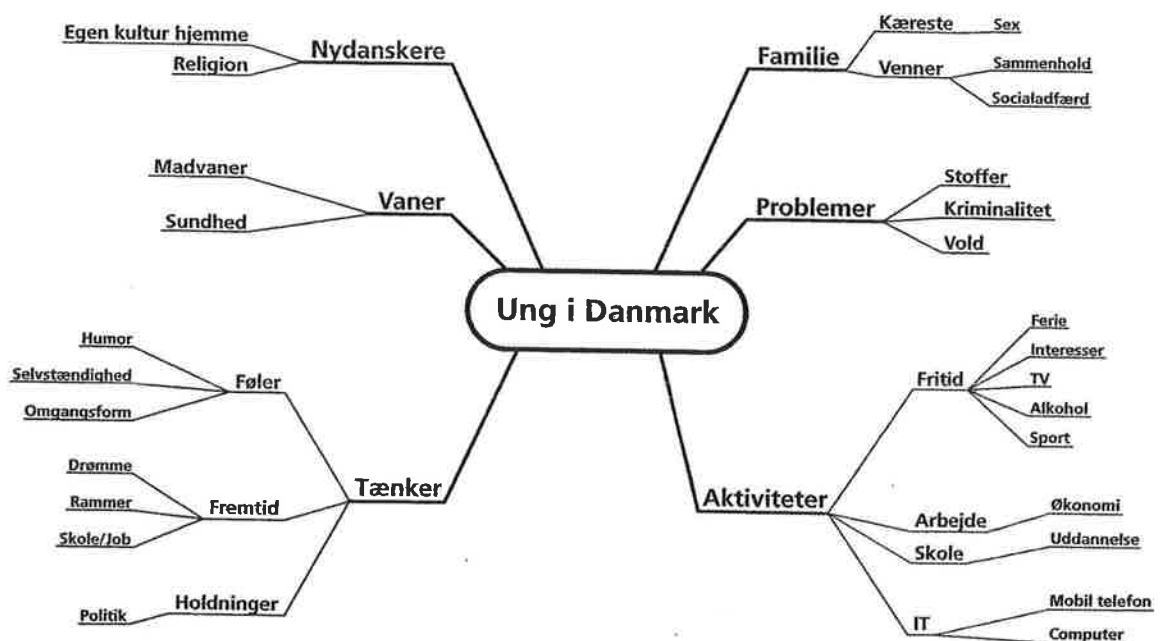 Ung i Danmark
Nydanskere
Egen kultur hjemme
Religion
Vaner
Madvaner
Sundhed
Tænker
Føler
Humor
Selvstændighed
Omgangsform
Fremtid
Drømme
Rammer
Skole/Job
Holdninger
Politik
Familie
Kæreste
Sex
Venner
Sammenhold
Socialadfærd
Problemer
Stoffer
Kriminalitet
Vold
Aktiviteter
Fritid
Ferie
Interesser
TV
Alkohol
Sport
Arbejde
Økonomi
Skole
Uddannelse
IT
Mobil telefon
Computer